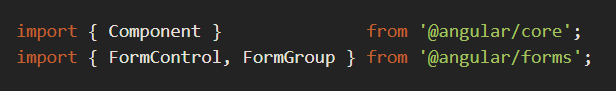 import { Component }                    from '@angular/core';
import { FormControl, FormGroup } from '@angular/forms';